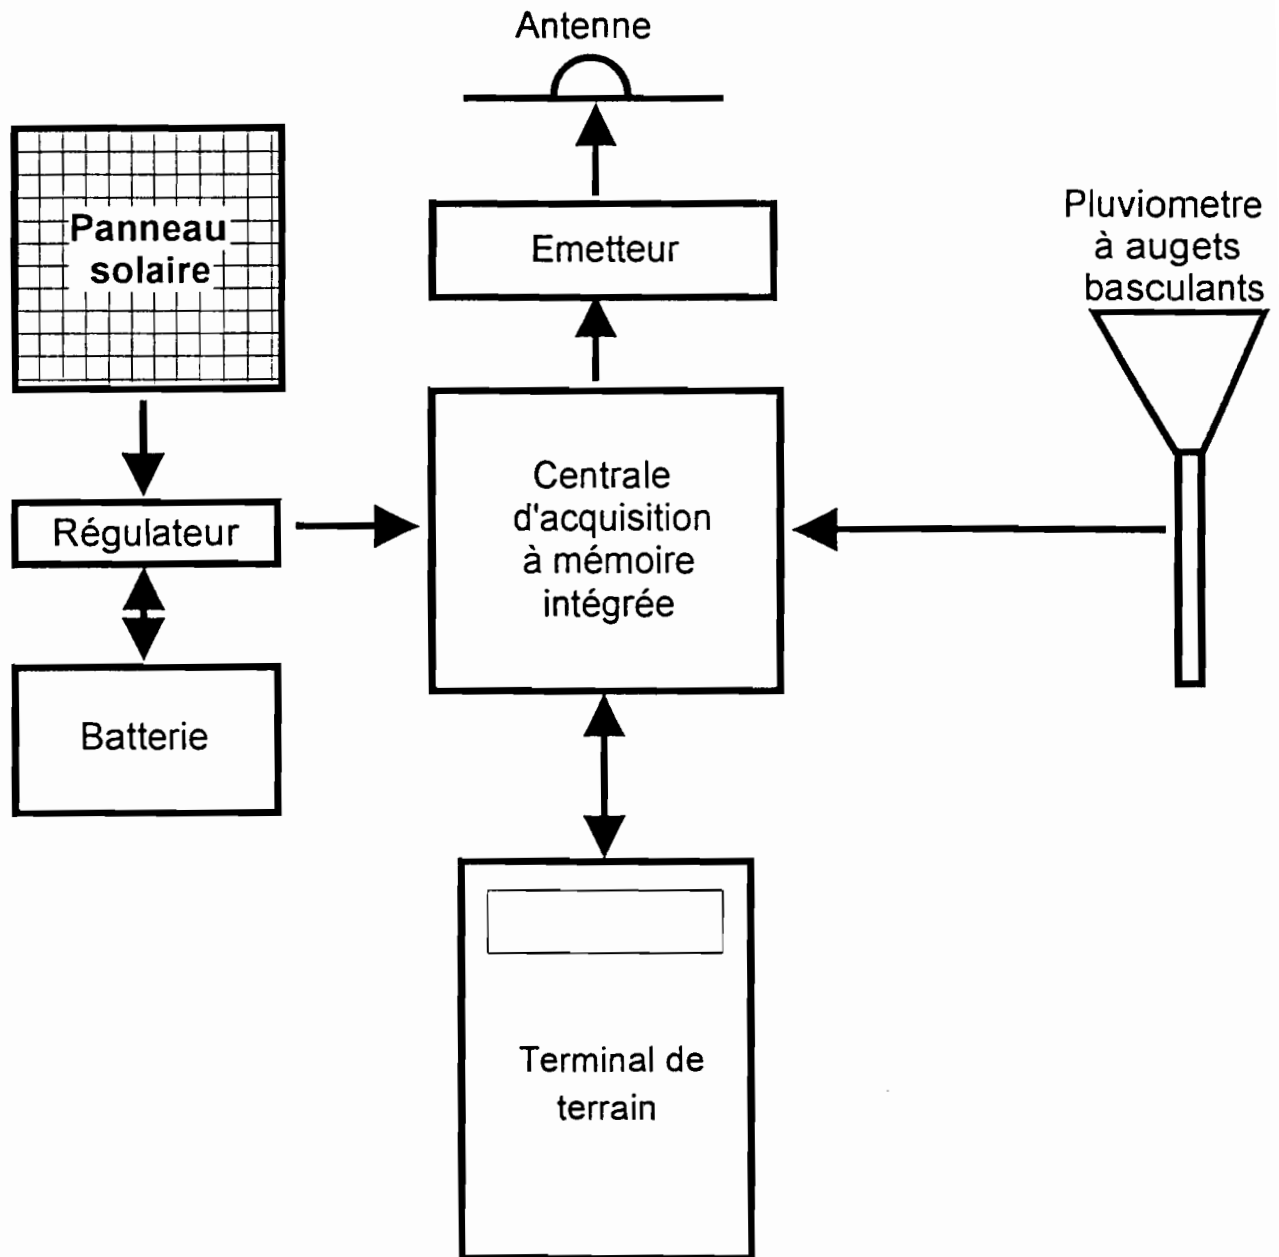 Antenne
Panneau
solaire
Emetteur
Pluviometre
à augets
basculants
Régulateur
Centrale
d'acquisition
à mémoire
intégrée
Batterie
Terminal de
terrain